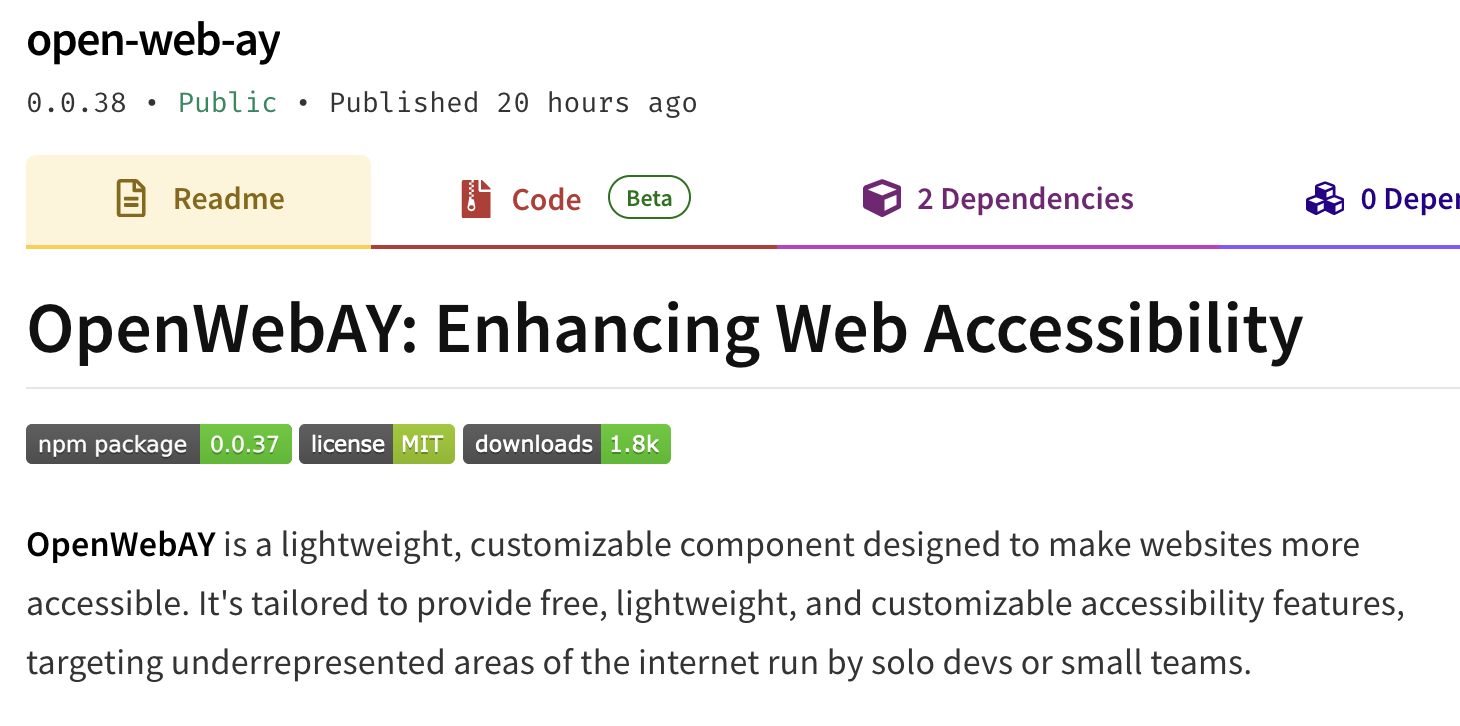 open-web-ay
0.0.38 • Public • Published 20 hours ago
Readme
Code Beta
2 Dependencies
0
OpenWebAY: Enhancing Web Accessibility
npm package 0.0.37 license MIT downloads 1.8k
OpenWebAY is a lightweight, customizable component designed to make websites more
accessible. It's tailored to provide free, lightweight, and customizable accessibility features,
targeting underrepresented areas of the internet run by solo devs or small teams.